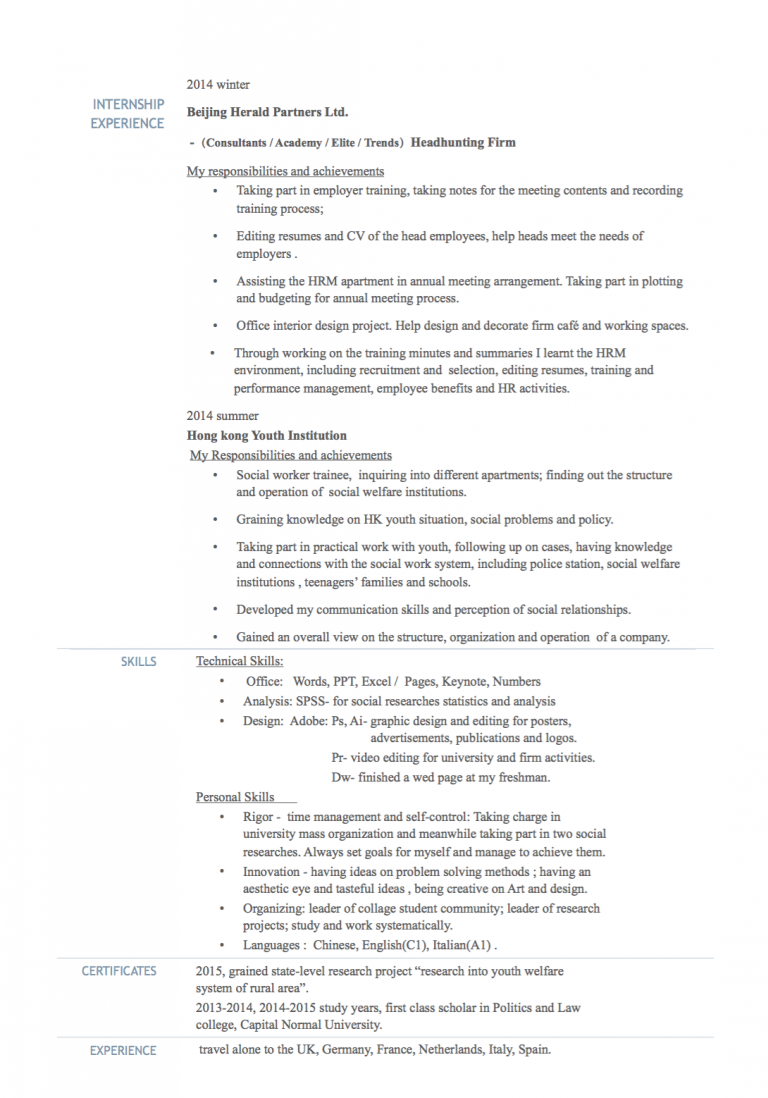 2014 winter
INTERNSHIP
EXPERIENCE
Beijing Herald Partners Ltd.
-（Consultants / Academy / Elite / Trends）Headhunting Firm
My responsibilities and achievements
• Taking part in employer training, taking notes for the meeting contents and recording
training process;
• Editing resumes and CV of the head employees, help heads meet the needs of
employers .
• Assisting the HRM apartment in annual meeting arrangement. Taking part in plotting
and budgeting for annual meeting process.
• Office interior design project. Help design and decorate firm café and working spaces.
• Through working on the training minutes and summaries I learnt the HRM
environment, including recruitment and selection, editing resumes, training and
performance management, employee benefits and HR activities.
2014 summer
Hong kong Youth Institution
My Responsibilities and achievements
• Social worker trainee, inquiring into different apartments; finding out the structure
and operation of social welfare institutions.
• Graining knowledge on HK youth situation, social problems and policy.
• Taking part in practical work with youth, following up on cases, having knowledge
and connections with the social work system, including police station, social welfare
institutions , teenagers’ families and schools.
• Developed my communication skills and perception of social relationships.
• Gained an overall view on the structure, organization and operation of a company.
SKILLS
Technical Skills:
• Office: Words, PPT, Excel / Pages, Keynote, Numbers
• Analysis: SPSS- for social researches statistics and analysis
• Design: Adobe: Ps, Ai- graphic design and editing for posters,
advertisements, publications and logos.
Pr- video editing for university and firm activities.
Dw- finished a wed page at my freshman.
Personal Skills
• Rigor - time management and self-control: Taking charge in
university mass organization and meanwhile taking part in two social
researches. Always set goals for myself and manage to achieve them.
• Innovation - having ideas on problem solving methods ; having an
aesthetic eye and tasteful ideas , being creative on Art and design.
• Organizing: leader of collage student community; leader of research
projects; study and work systematically.
• Languages : Chinese, English(C1), Italian(A1) .
CERTIFICATES
2015, grained state-level research project “research into youth welfare
system of rural area”.
2013-2014, 2014-2015 study years, first class scholar in Politics and Law
college, Capital Normal University.
EXPERIENCE
travel alone to the UK, Germany, France, Netherlands, Italy, Spain.